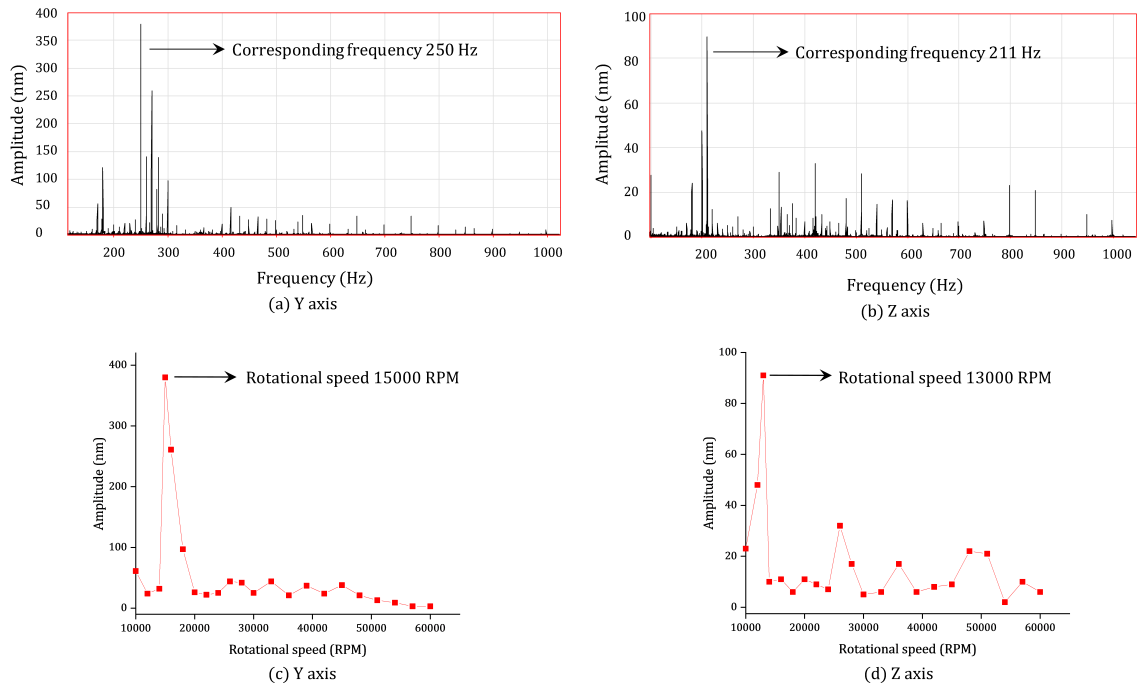 400
350
300
250
200
150
100
50
0
Amplitude (nm)
Corresponding frequency 250 Hz
200 300 400 500 600 700 800 900 1000
Frequency (Hz)
(a) Y axis
100
80
60
40
20
0
Amplitude (nm)
Corresponding frequency 211 Hz
200 300 400 500 600 700 800 900 1000
Frequency (Hz)
(b) Z axis
400
300
200
100
0
Amplitude (nm)
Rotational speed 15000 RPM
10000 20000 30000 40000 50000 60000
Rotational speed (RPM)
(c) Y axis
100
80
60
40
20
0
Amplitude (nm)
Rotational speed 13000 RPM
10000 20000 30000 40000 50000 60000
Rotational speed (RPM)
(d) Z axis